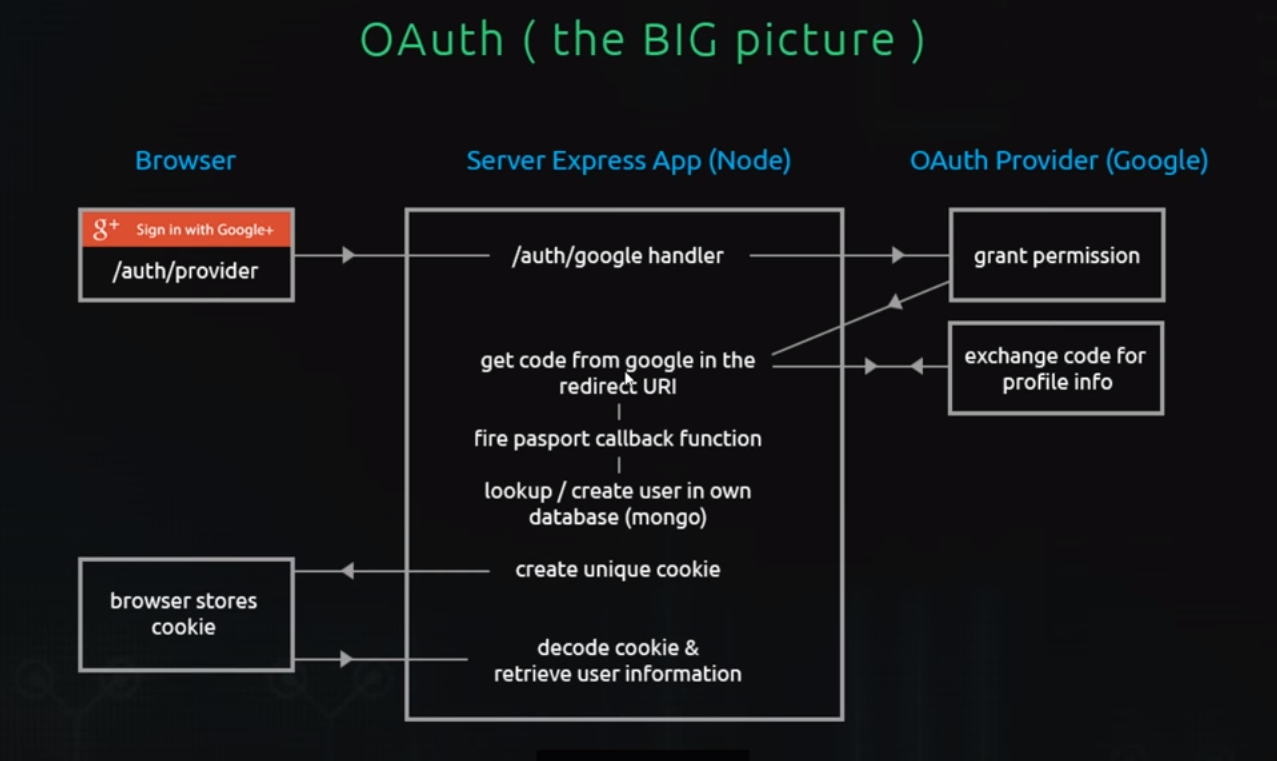 OAuth ( the BIG picture )
Browser
Server Express App (Node)
OAuth Provider (Google)
g+ Sign in with Google+
/auth/provider
/auth/google handler
grant permission
get code from google in the
redirect URI
exchange code for
profile info
fire pasport callback function
lookup / create user in own
database (mongo)
create unique cookie
browser stores
cookie
decode cookie &
retrieve user information